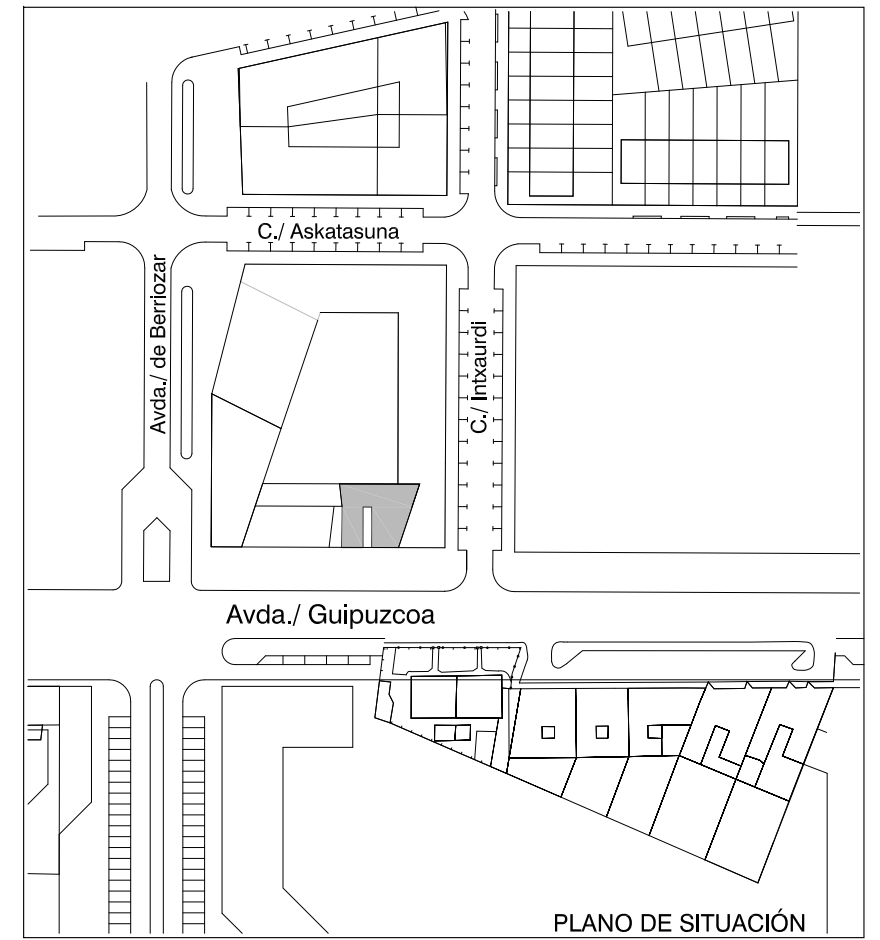 C./ Askatasuna
Avda./ de Berriozar
C./ Intxaurdi
Avda./ Guipuzcoa
PLANO DE SITUACIÓN